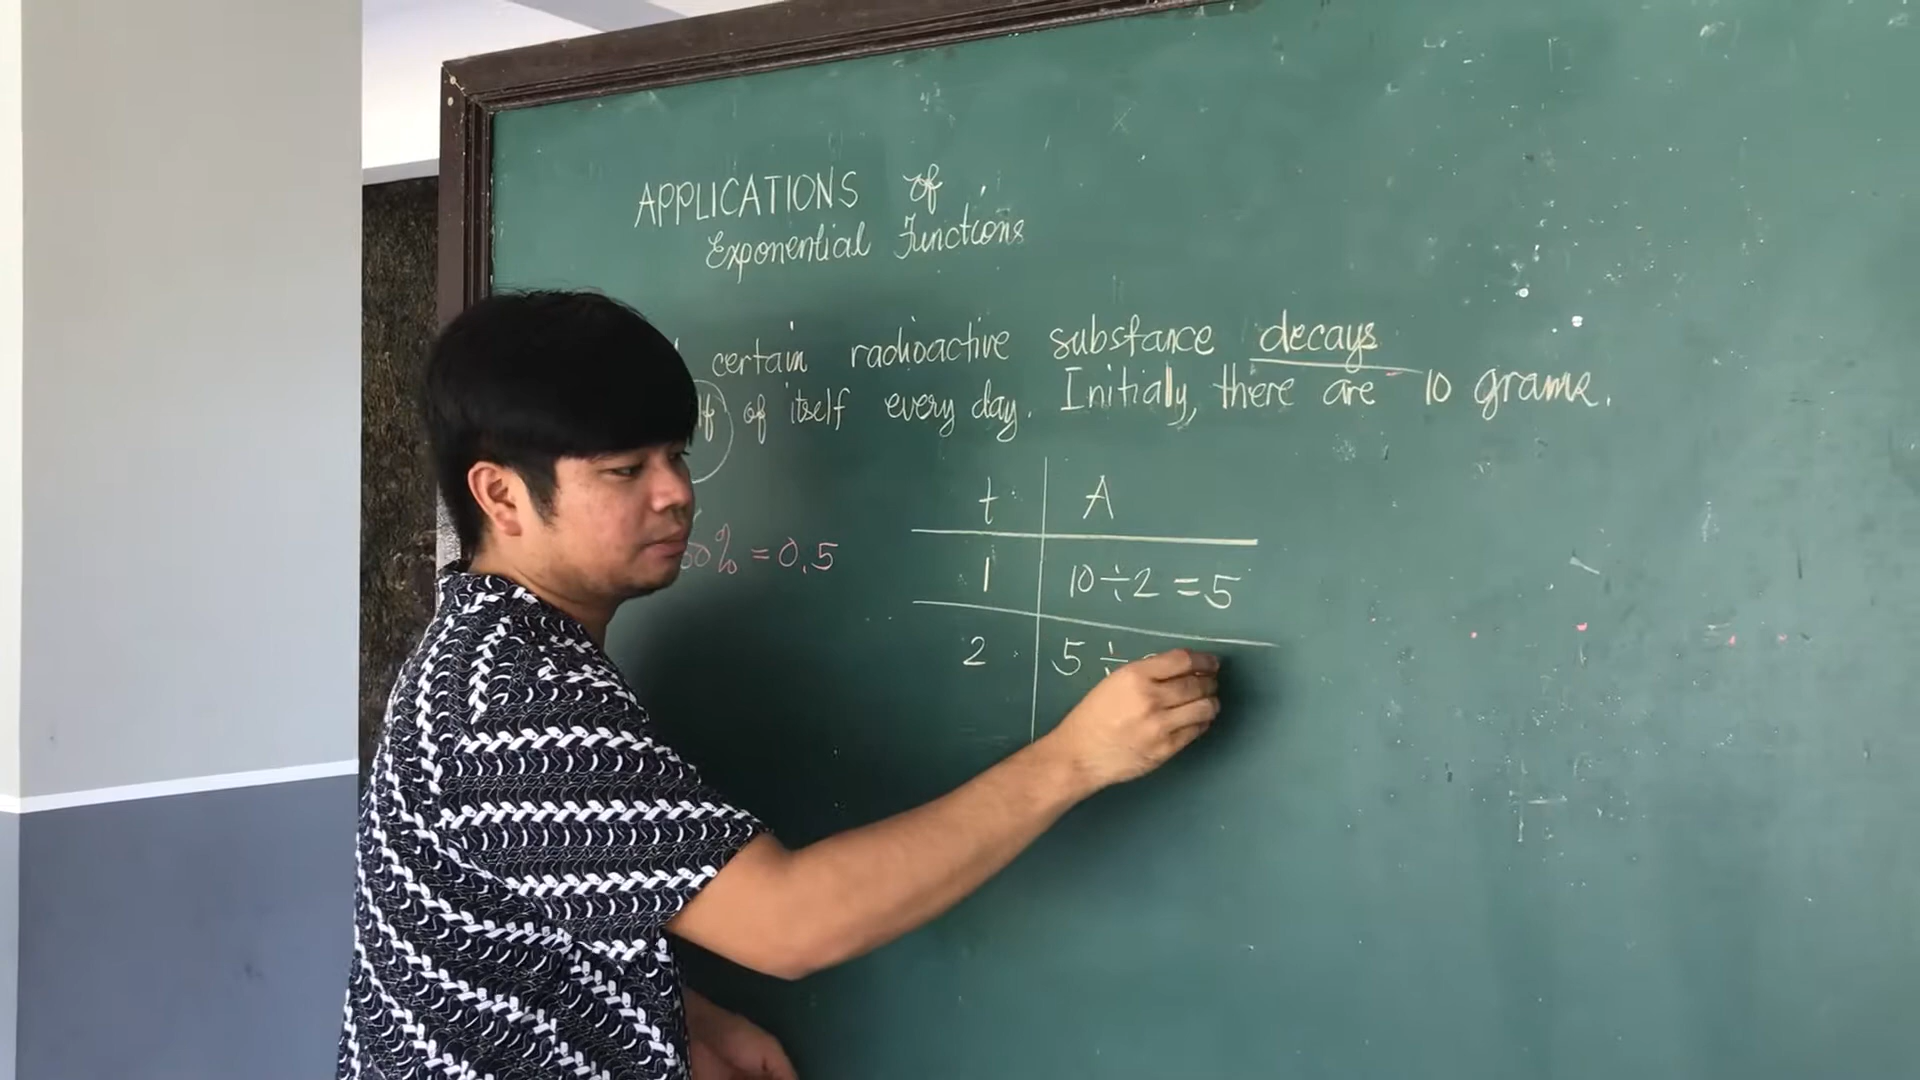 APPLICATIONS of
Exponential Functions
certain radioactive substance decays
of itself every day. Initially, there are 10 grams.
t A
0% = 0.5
1 10 ÷ 2 = 5
2 5 ÷